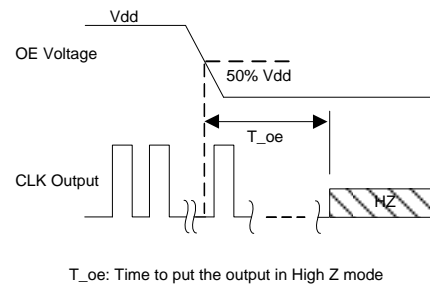 Vdd
OE Voltage
50% Vdd
T_oe
CLK Output
HZ
T_oe: Time to put the output in High Z mode